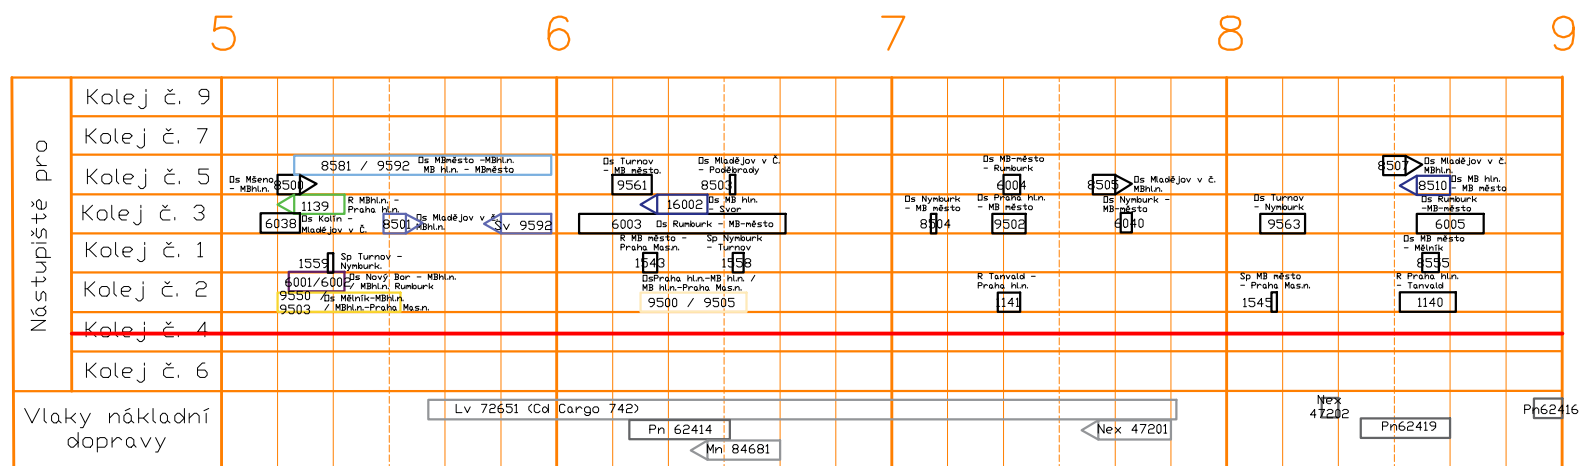 5 6 7 8 9
Nástupiště pro
Kolej č. 9
Kolej č. 7
Kolej č. 5
Kolej č. 3
Kolej č. 1
Kolej č. 2
Kolej č. 4
Kolej č. 6
Vlaky nákladní
dopravy
8581 / 9592
Os MBměsto -MBhl.n.
MB hl.n. - MBměsto
Os Mšeno
- MBhl.n.
8500
1139
R MBhl.n. -
Praha hl.n.
6038
Os Kolín -
Mladějov v Č.
8501
Os Mladějov v Č.
MBhl.n.
Sv 9592
1559
Sp Turnov -
Nymburk.
6001/6002
Os Nový Bor - MBhl.n.
/ MBhl.n. Rumburk
9550 /
9503
Os Mělník-MBhl.n.
/ MBhl.n.-Praha Mas.n.
Os Turnov
- MB město.
9561
Os Mladějov v Č.
- Poděbrady
8503
16002
Os MB hl.n.
- Svor
6003
Os Rumburk - MB-město
R MB město -
Praha Mas.n.
1543
Sp Nymburk
- Turnov
1558
OsPraha hl.n.-MB hl.n. /
MB hl.n.-Praha Mas.n.
9500 / 9505
Os MB-město
- Rumburk
6004
8505
Os Mladějov v Č.
MBhl.n.
Os Nymburk
- MB město
8504
Os Praha hl.n.
- MB město
9502
Os Nymburk -
MB-město
6040
R Tanvald -
Praha hl.n.
1141
8507
Os Mladějov v č.
MBhl.n.
8510
Os MB hl.n.
- MB město
Os Turnov
- Nymburk
9563
Os Rumburk
-MB-město
6005
Os MB město
- Mělník
8555
Sp MB město
- Praha Mas.n.
1545
R Praha hl.n.
- Tanvald
1140
Lv 72651 (Cd Cargo 742)
Pn 62414
Mn 84681
Nex 47201
Nex
47202
Pn62419
Pn62416